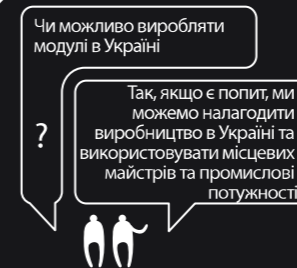 Чи можливо виробляти
модулі в Україні
Так, якщо є попит, ми
можемо налагодити
виробництво в Україні та
використовувати місцевих
майстрів та промислові
потужності
?